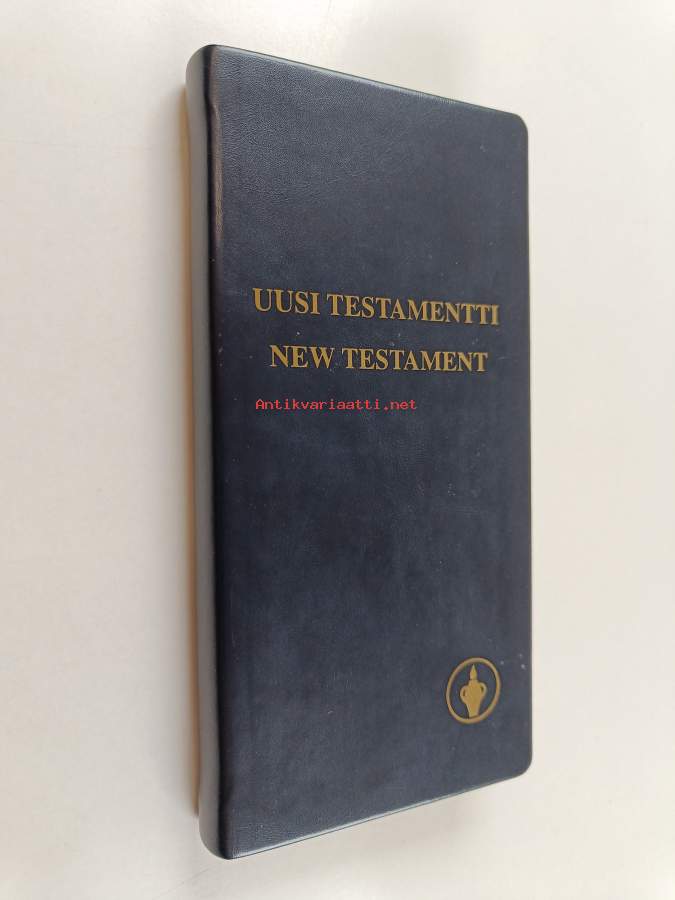 UUSI TESTAMENTTI
NEW TESTAMENT
Antikvariaatti.net